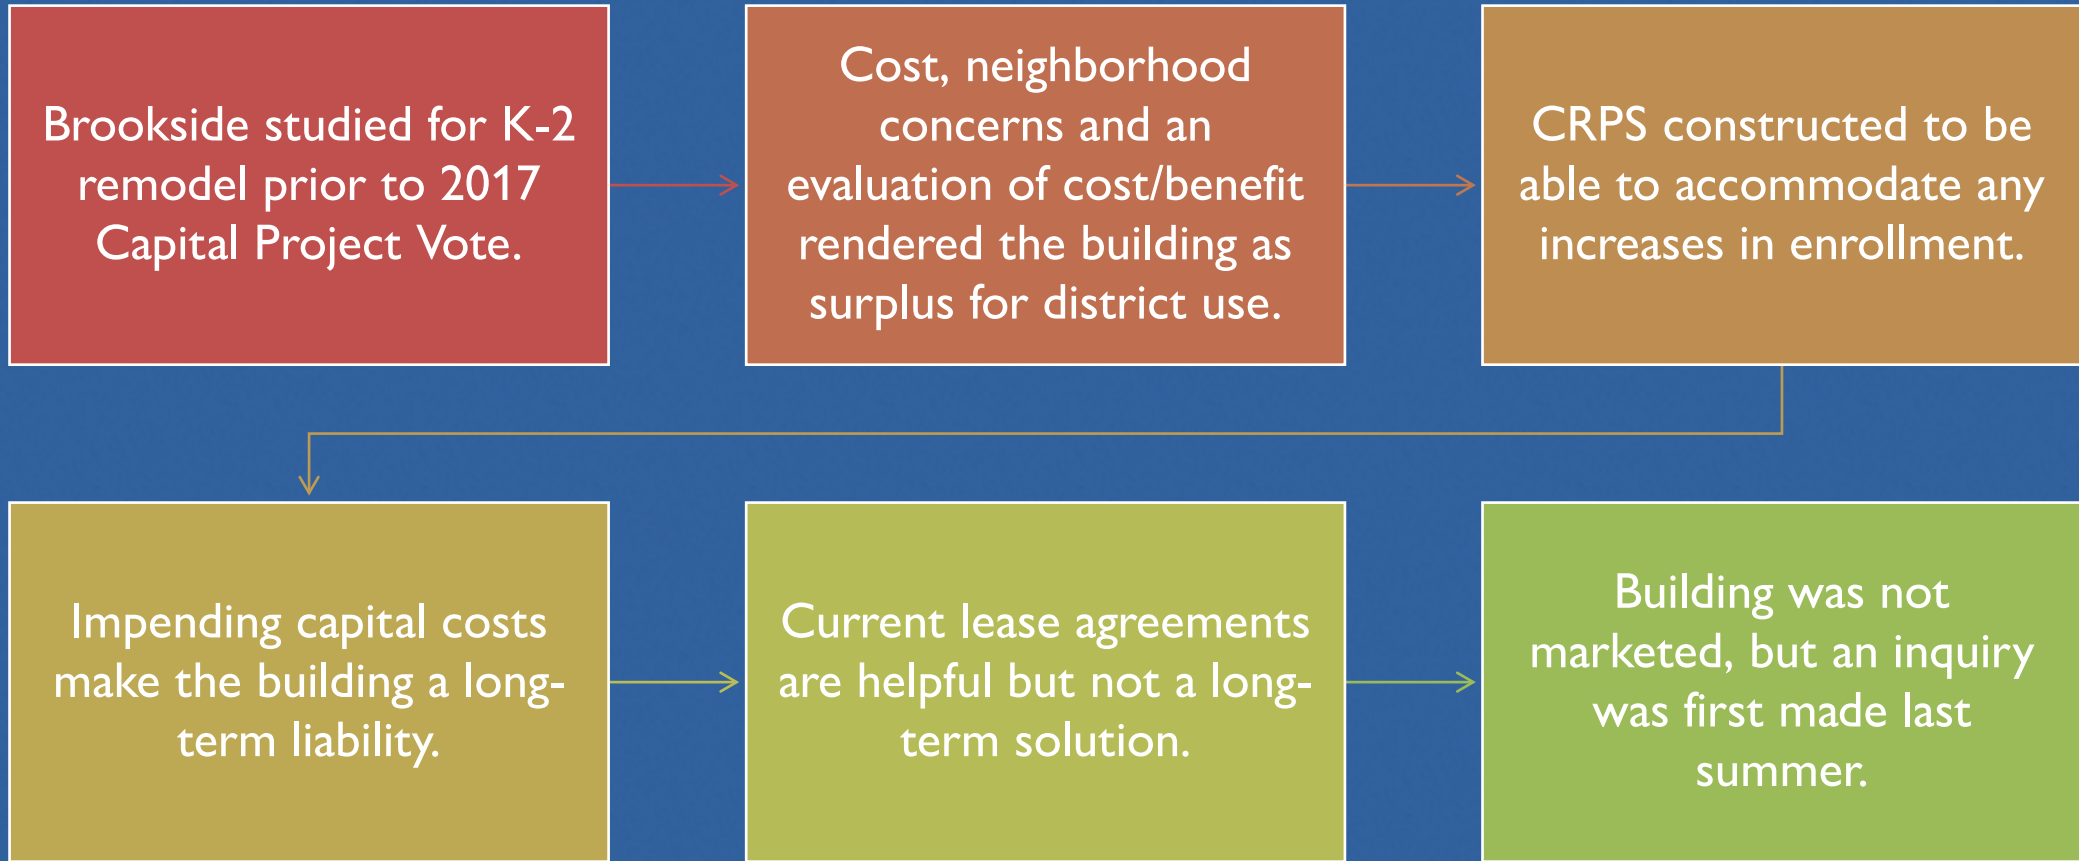 Brookside studied for K-2
remodel prior to 2017
Capital Project Vote.
Cost, neighborhood
concerns and an
evaluation of cost/benefit
rendered the building as
surplus for district use.
CRPS constructed to be
able to accommodate any
increases in enrollment.
Impending capital costs
make the building a long-
term liability.
Current lease agreements
are helpful but not a long-
term solution.
Building was not
marketed, but an inquiry
was first made last
summer.